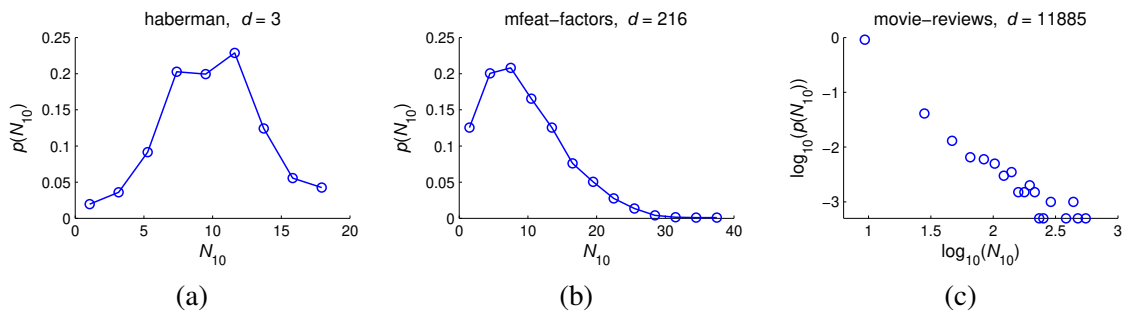 haberman, d = 3
0.25
0.2
0.15
0.1
0.05
0
p(N10)
0 5 10 15 20
N10
(a)
mfeat−factors, d = 216
0.25
0.2
0.15
0.1
0.05
0
p(N10)
0 10 20 30 40
N10
(b)
movie−reviews, d = 11885
0
−1
−2
−3
log10(p(N10))
1 1.5 2 2.5 3
log10(N10)
(c)